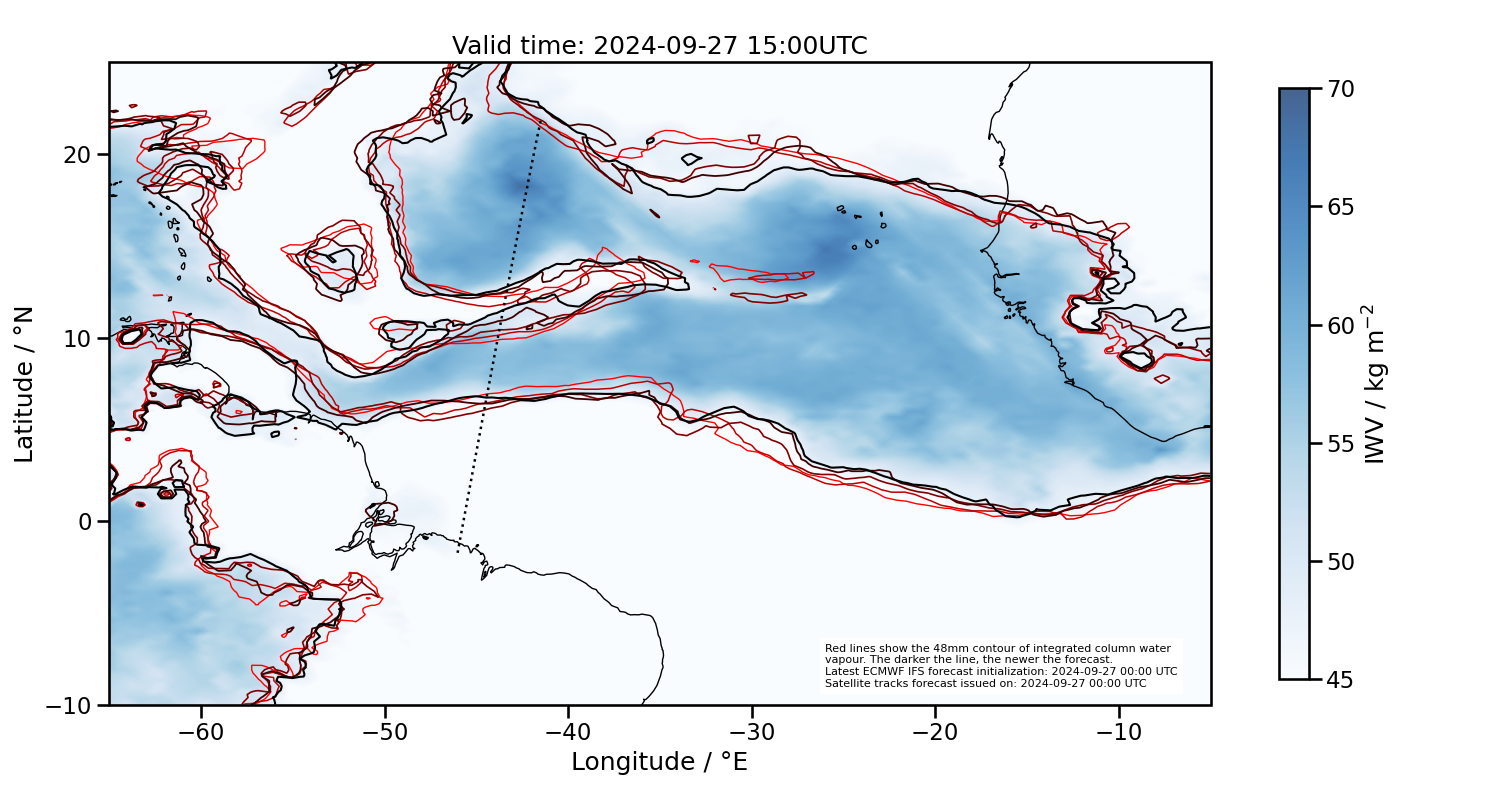 Valid time: 2024-09-27 15:00UTC
Latitude / °N
20
10
0
−10
−60
−50
−40
−30
−20
−10
Longitude / °E
Red lines show the 48mm contour of integrated column water
vapour. The darker the line, the newer the forecast.
Latest ECMWF IFS forecast initialization: 2024-09-27 00:00 UTC
Satellite tracks forecast issued on: 2024-09-27 00:00 UTC
70
65
60
55
50
45
IWV / kg m⁻²